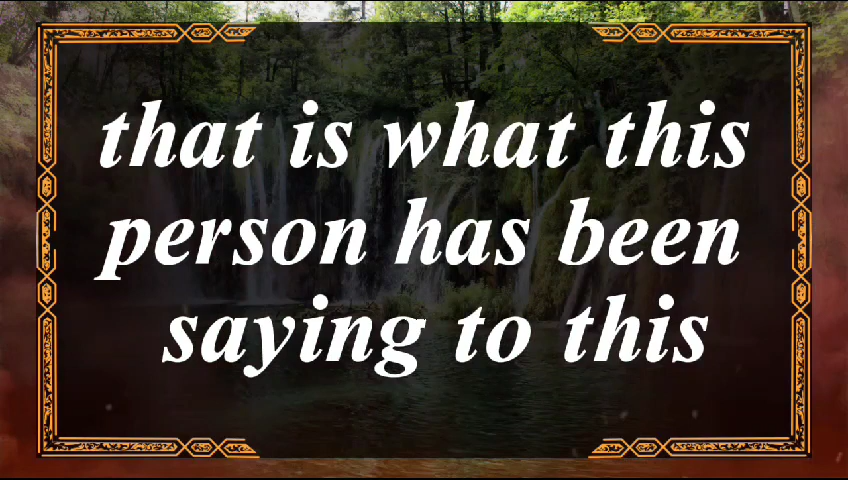 that is what this
person has been
saying to this